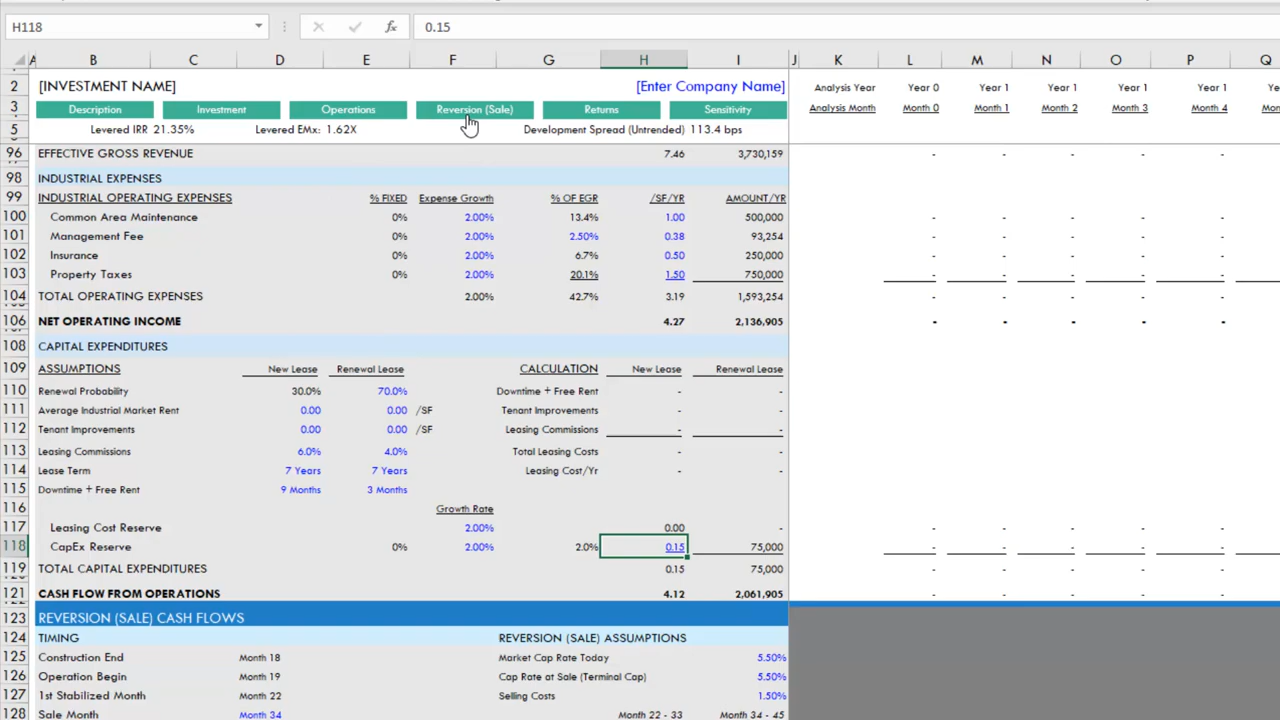 H118 fx 0.15
A B C D E F G H I J K L M N O P Q
2 [INVESTMENT NAME] [Enter Company Name] Analysis Year Year 0 Year 1 Year 1 Year 1 Year 1
3 Description Investment Operations Reversion (Sale) Returns Sensitivity Analysis Month Month 0 Month 1 Month 2 Month 3 Month 4
5 Levered IRR 21.35% Levered EMx: 1.62X Development Spread (Untrended) 113.4 bps
96 EFFECTIVE GROSS REVENUE 7.46 3,730,159 - - - - -
98 INDUSTRIAL EXPENSES
99 INDUSTRIAL OPERATING EXPENSES % FIXED Expense Growth % OF EGR /SF/YR AMOUNT/YR
100 Common Area Maintenance 0% 2.00% 13.4% 1.00 500,000 - - - - -
101 Management Fee 0% 2.00% 2.50% 0.38 93,254 - - - - -
102 Insurance 0% 2.00% 6.7% 0.50 250,000 - - - - -
103 Property Taxes 0% 2.00% 20.1% 1.50 750,000 - - - - -
104 TOTAL OPERATING EXPENSES 2.00% 42.7% 3.19 1,593,254 - - - - -
106 NET OPERATING INCOME 4.27 2,136,905 - - - - -
108 CAPITAL EXPENDITURES
109 ASSUMPTIONS New Lease Renewal Lease CALCULATION New Lease Renewal Lease
110 Renewal Probability 30.0% 70.0% Downtime + Free Rent - -
111 Average Industrial Market Rent 0.00 0.00 /SF Tenant Improvements - -
112 Tenant Improvements 0.00 0.00 /SF Leasing Commissions - -
113 Leasing Commissions 6.0% 4.0% Total Leasing Costs - -
114 Lease Term 7 Years 7 Years Leasing Cost/Yr - -
115 Downtime + Free Rent 9 Months 3 Months
116 Growth Rate
117 Leasing Cost Reserve 2.00% 0.00 - - - - - -
118 CapEx Reserve 0% 2.00% 2.0% 0.15 75,000 - - - - -
119 TOTAL CAPITAL EXPENDITURES 0.15 75,000 - - - - -
121 CASH FLOW FROM OPERATIONS 4.12 2,061,905 - - - - -
123 REVERSION (SALE) CASH FLOWS
124 TIMING REVERSION (SALE) ASSUMPTIONS
125 Construction End Month 18 Market Cap Rate Today 5.50%
126 Operation Begin Month 19 Cap Rate at Sale (Terminal Cap) 5.50%
127 1st Stabilized Month Month 22 Selling Costs 1.50%
128 Sale Month Month 34 Month 22 - 33 Month 34 - 45